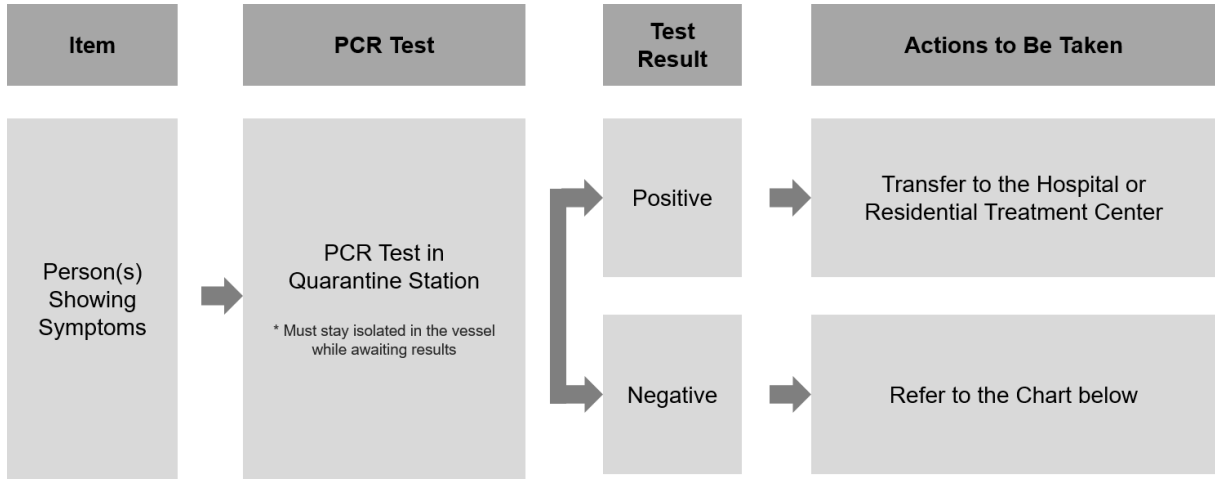 Item
PCR Test
Test
Result
Actions to Be Taken
Person(s)
Showing
Symptoms
PCR Test in
Quarantine Station
* Must stay isolated in the vessel
while awaiting results
Positive
Transfer to the Hospital or
Residential Treatment Center
Negative
Refer to the Chart below